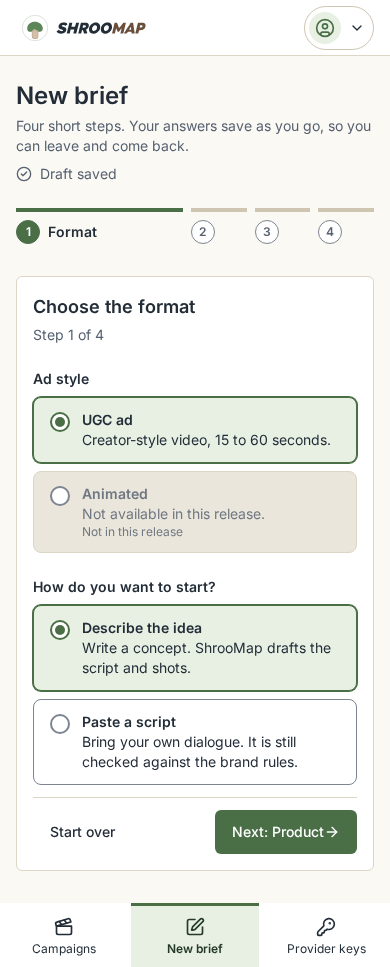 SHROOMAP
New brief
Four short steps. Your answers save as you go, so you
can leave and come back.
Draft saved
1 Format 2 3 4
Choose the format
Step 1 of 4
Ad style
UGC ad
Creator-style video, 15 to 60 seconds.
Animated
Not available in this release.
Not in this release
How do you want to start?
Describe the idea
Write a concept. ShrooMap drafts the
script and shots.
Paste a script
Bring your own dialogue. It is still
checked against the brand rules.
Start over Next: Product
Campaigns New brief Provider keys